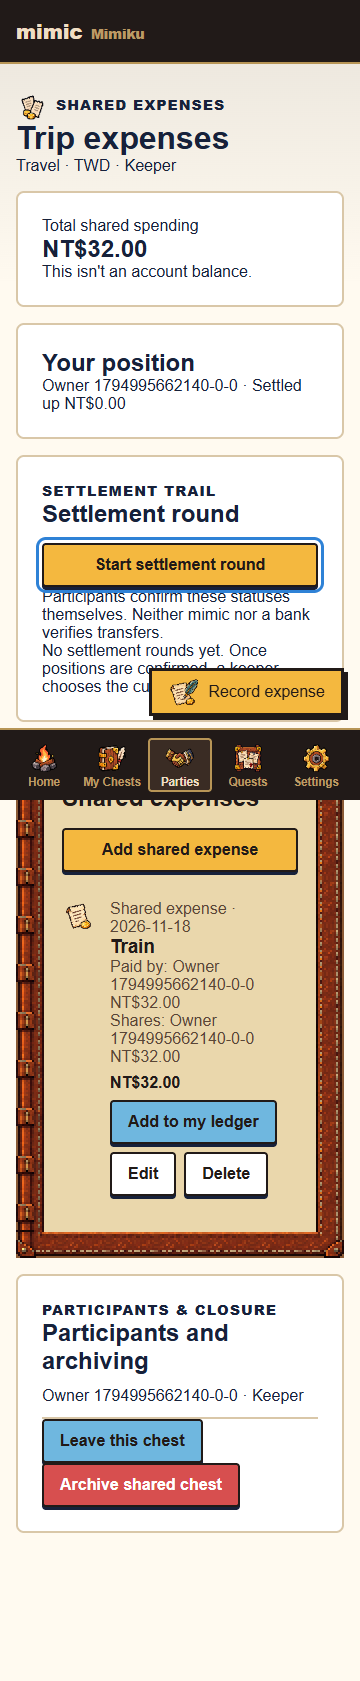 mimic Mimiku
SHARED EXPENSES
Trip expenses
Travel · TWD · Keeper
Total shared spending
NT$32.00
This isn't an account balance.
Your position
Owner 1794995662140-0-0 · Settled
up NT$0.00
SETTLEMENT TRAIL
Settlement round
Start settlement round
Participants confirm these statuses
themselves. Neither mimic nor a bank
verifies transfers.
No settlement rounds yet. Once
positions are confirmed, a keeper
chooses the cu
Record expense
Home
My Chests
Parties
Quests
Settings
Shared expenses
Add shared expense
Shared expense ·
2026-11-18
Train
Paid by: Owner
1794995662140-0-0
NT$32.00
Shares: Owner
1794995662140-0-0
NT$32.00
NT$32.00
Add to my ledger
Edit
Delete
PARTICIPANTS & CLOSURE
Participants and
archiving
Owner 1794995662140-0-0 · Keeper
Leave this chest
Archive shared chest